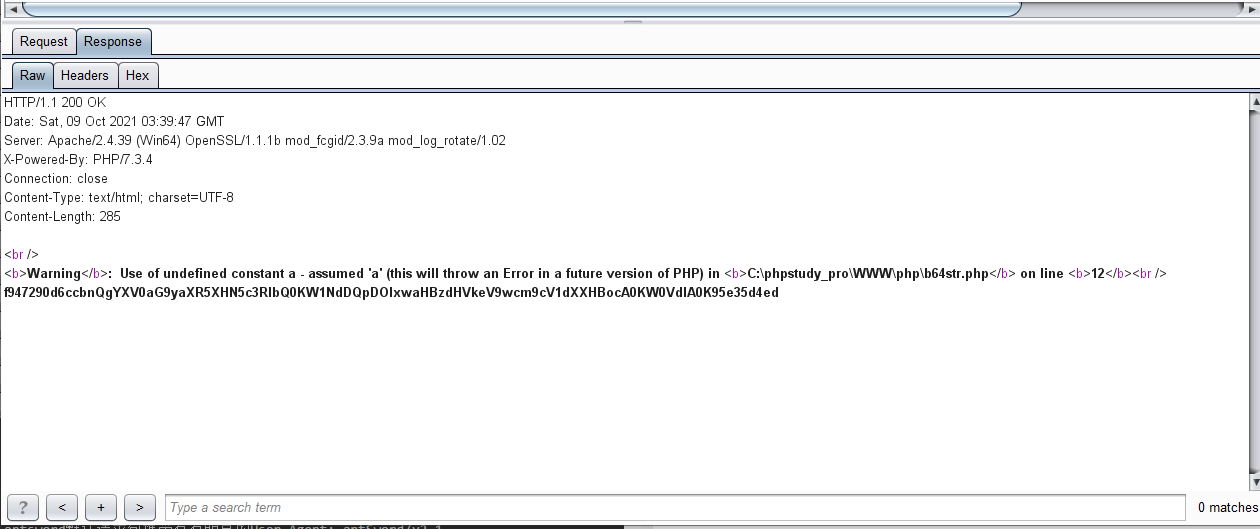 Request Response
Raw Headers Hex
HTTP/1.1 200 OK
Date: Sat, 09 Oct 2021 03:39:47 GMT
Server: Apache/2.4.39 (Win64) OpenSSL/1.1.1b mod_fcgid/2.3.9a mod_log_rotate/1.02
X-Powered-By: PHP/7.3.4
Connection: close
Content-Type: text/html; charset=UTF-8
Content-Length: 285
<br />
<b>Warning</b>:  Use of undefined constant a - assumed 'a' (this will throw an Error in a future version of PHP) in <b>C:\phpstudy_pro\WWW\php\b64str.php</b> on line <b>12</b><br />
f947290d6ccbnQgYXV0aG9yaXR5XHN5c3RlbQ0KW1NdDQpDOlxwaHBzdHVkeV9wcm9cV1dXXHBocA0KW0VdIA0K95e35d4ed
? < + > Type a search term 0 matches